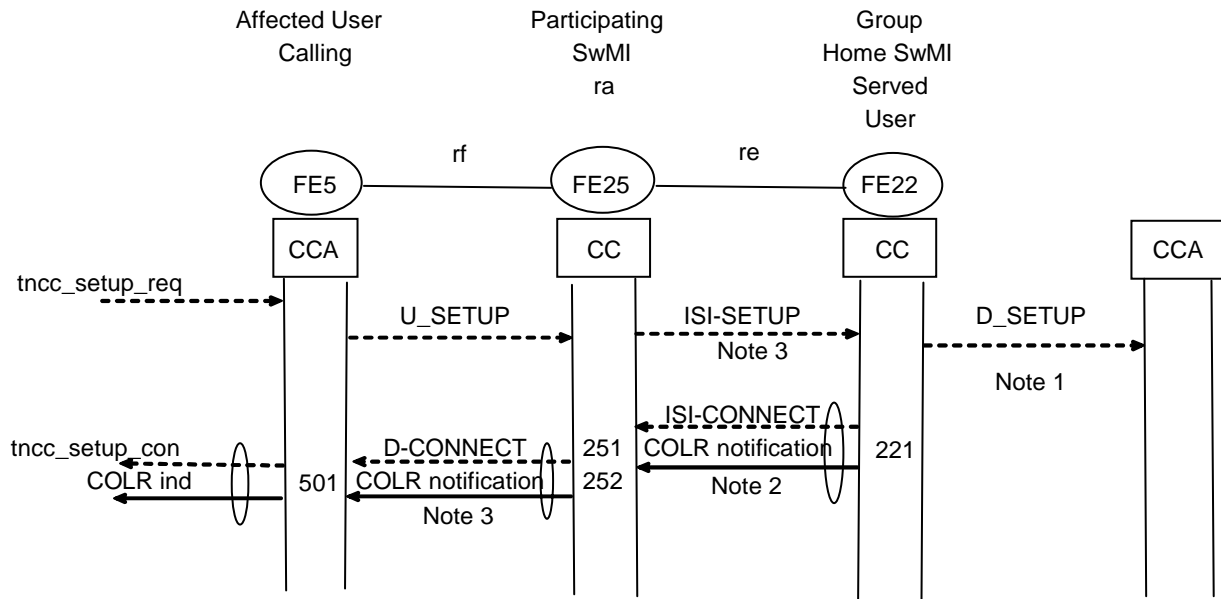 Affected User
Calling
Participating
SwMI
ra
Group
Home SwMI
Served
User
rf
re
FE5
FE25
FE22
CCA
CC
CC
CCA
tncc_setup_req
U_SETUP
ISI-SETUP
D_SETUP
Note 3
Note 1
ISI-CONNECT
tncc_setup_con
D-CONNECT
251
COLR notification
221
COLR ind
501
COLR notification
252
Note 2
Note 3